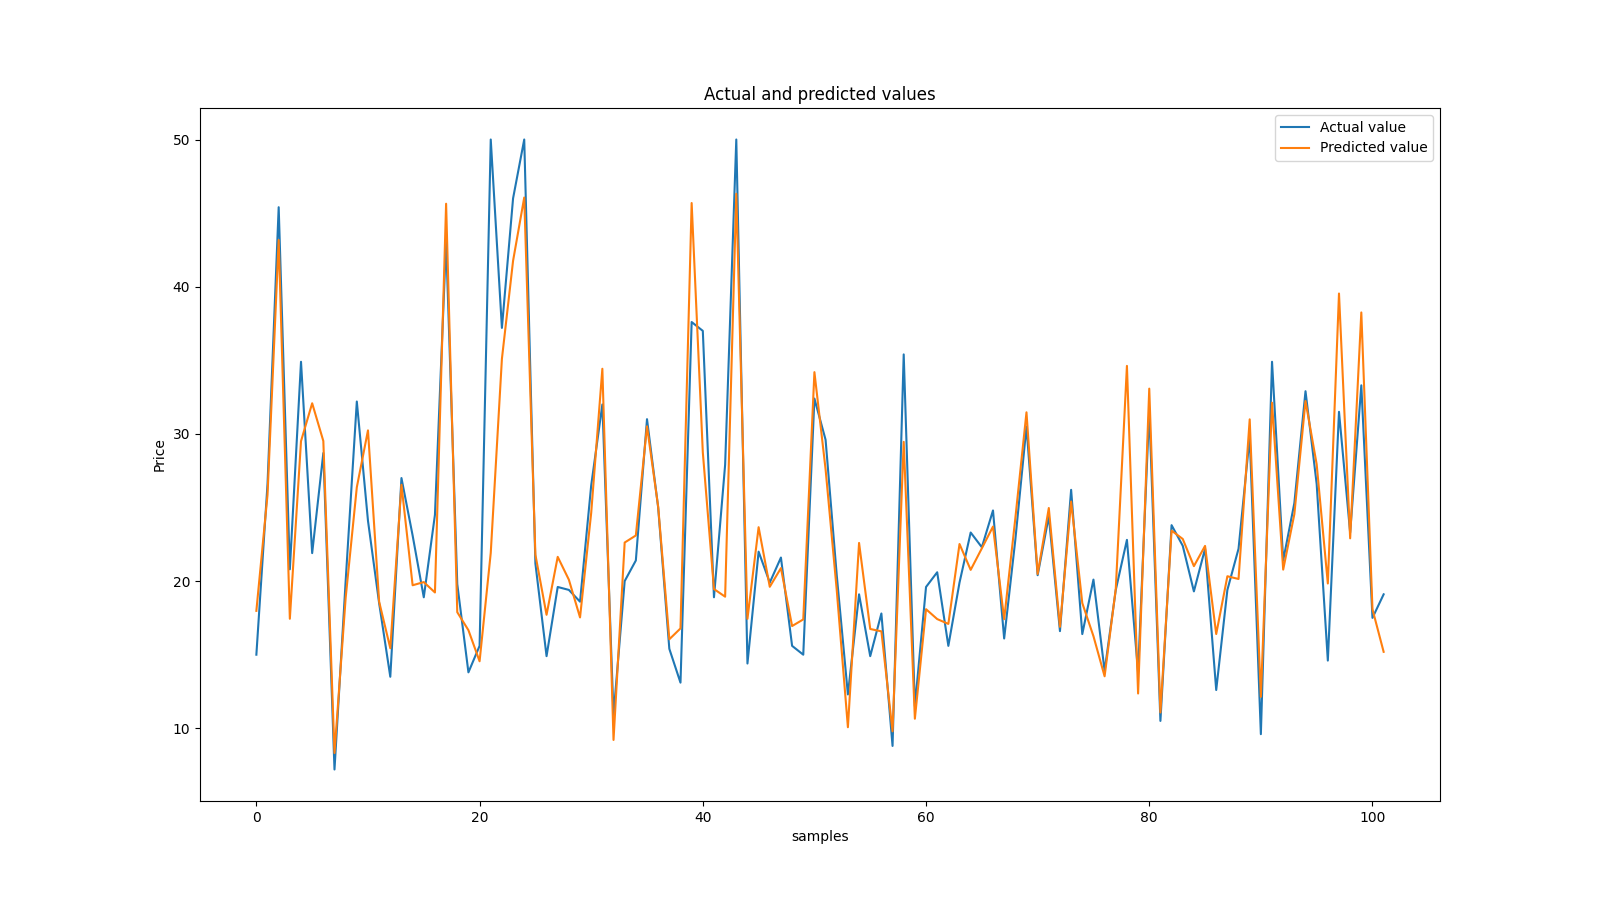 Actual and predicted values
Actual value
Predicted value
50
40
30
20
10
Price
0 20 40 60 80 100
samples